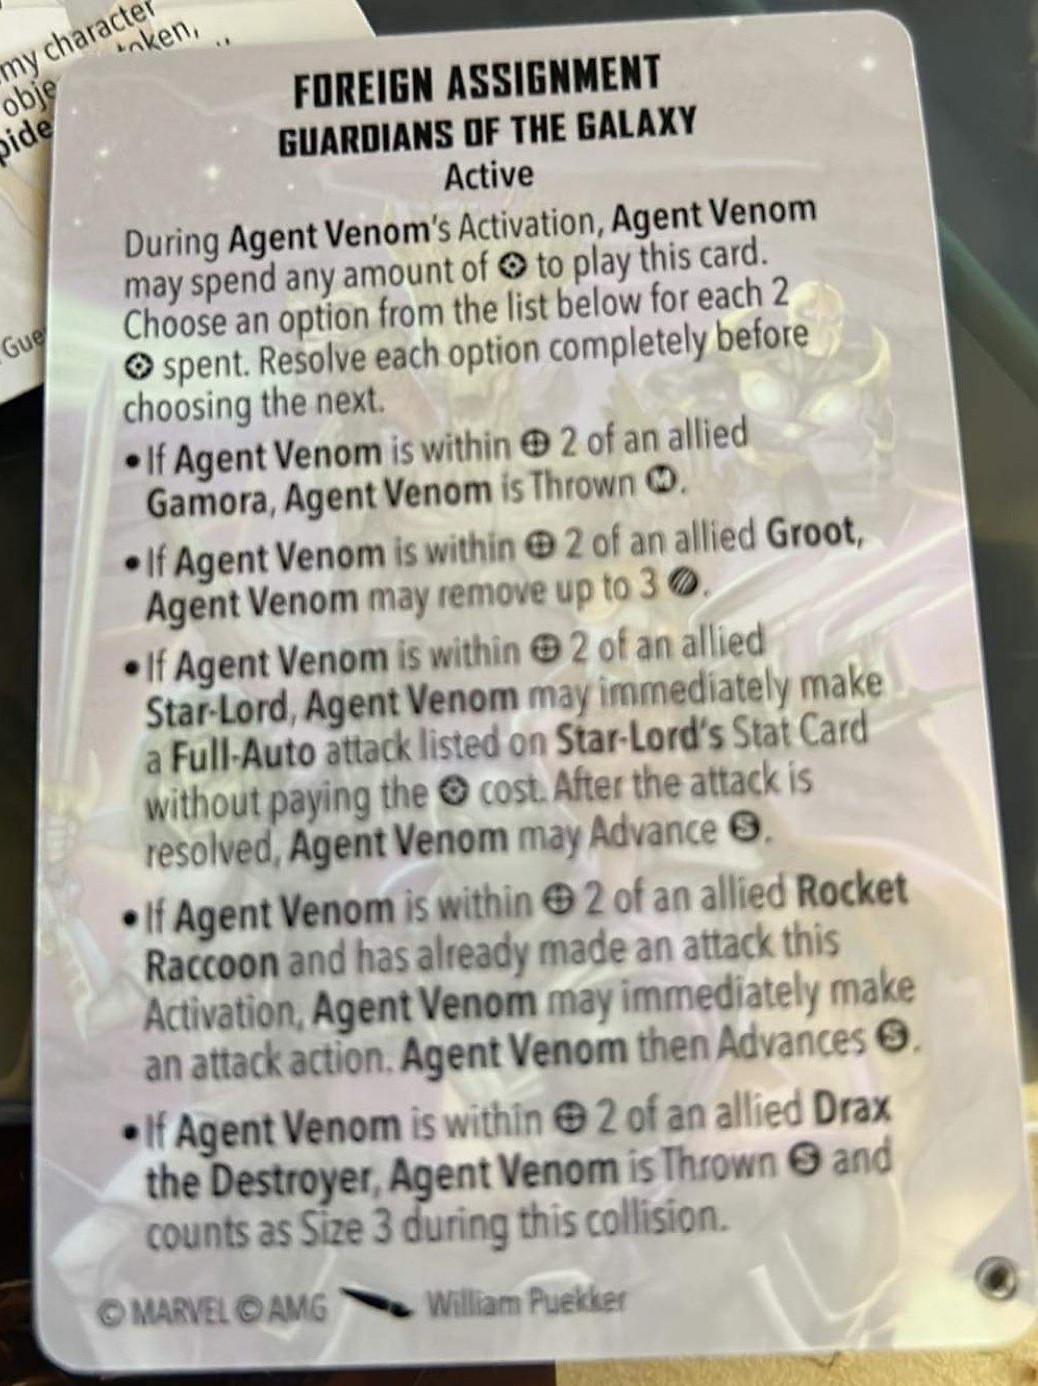 my character
token,
obje
pide
Gue
FOREIGN ASSIGNMENT
GUARDIANS OF THE GALAXY
Active
During Agent Venom's Activation, Agent Venom
may spend any amount of to play this card.
Choose an option from the list below for each 2
spent. Resolve each option completely before
choosing the next.
• If Agent Venom is within 2 of an allied
Gamora, Agent Venom is Thrown M.
• If Agent Venom is within 2 of an allied Groot,
Agent Venom may remove up to 3 .
• If Agent Venom is within 2 of an allied
Star-Lord, Agent Venom may immediately make
a Full-Auto attack listed on Star-Lord's Stat Card
without paying the cost. After the attack is
resolved, Agent Venom may Advance S.
• If Agent Venom is within 2 of an allied Rocket
Raccoon and has already made an attack this
Activation, Agent Venom may immediately make
an attack action. Agent Venom then Advances S.
• If Agent Venom is within 2 of an allied Drax
the Destroyer, Agent Venom is Thrown S and
counts as Size 3 during this collision.
© MARVEL © AMG William Puekker